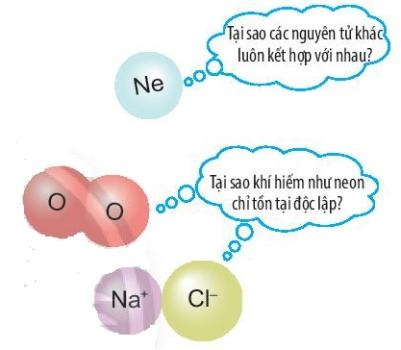 Tại sao các nguyên tử khác
luôn kết hợp với nhau?
Ne
Tại sao khí hiếm như neon
chỉ tồn tại độc lập?
O
O
Na⁺
Cl⁻